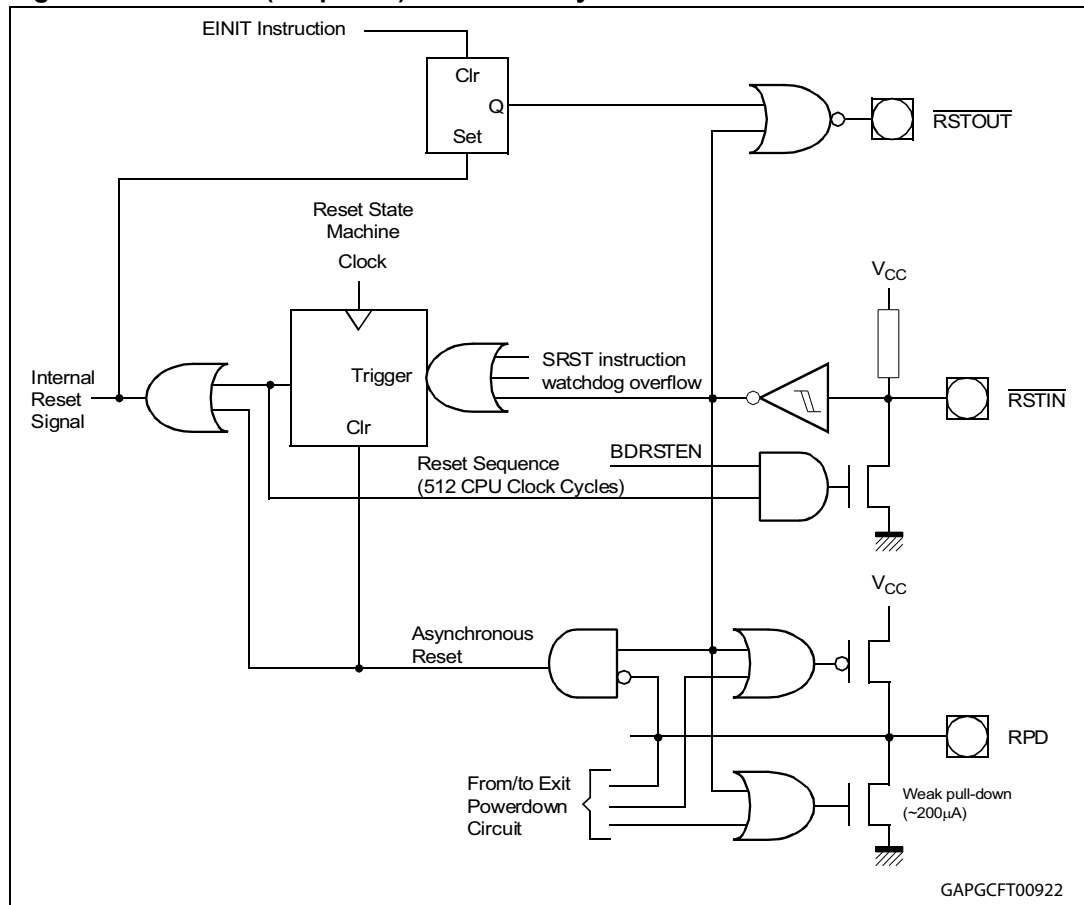 EINIT Instruction
Clr
Q
Set
RSTOUT
Reset State
Machine
Clock
VCC
Trigger
SRST instruction
watchdog overflow
Internal
Reset
Signal
RSTIN
Clr
BDRSTEN
Reset Sequence
(512 CPU Clock Cycles)
VCC
Asynchronous
Reset
RPD
From/to Exit
Powerdown
Circuit
Weak pull-down
(~200µA)
GAPGCFT00922